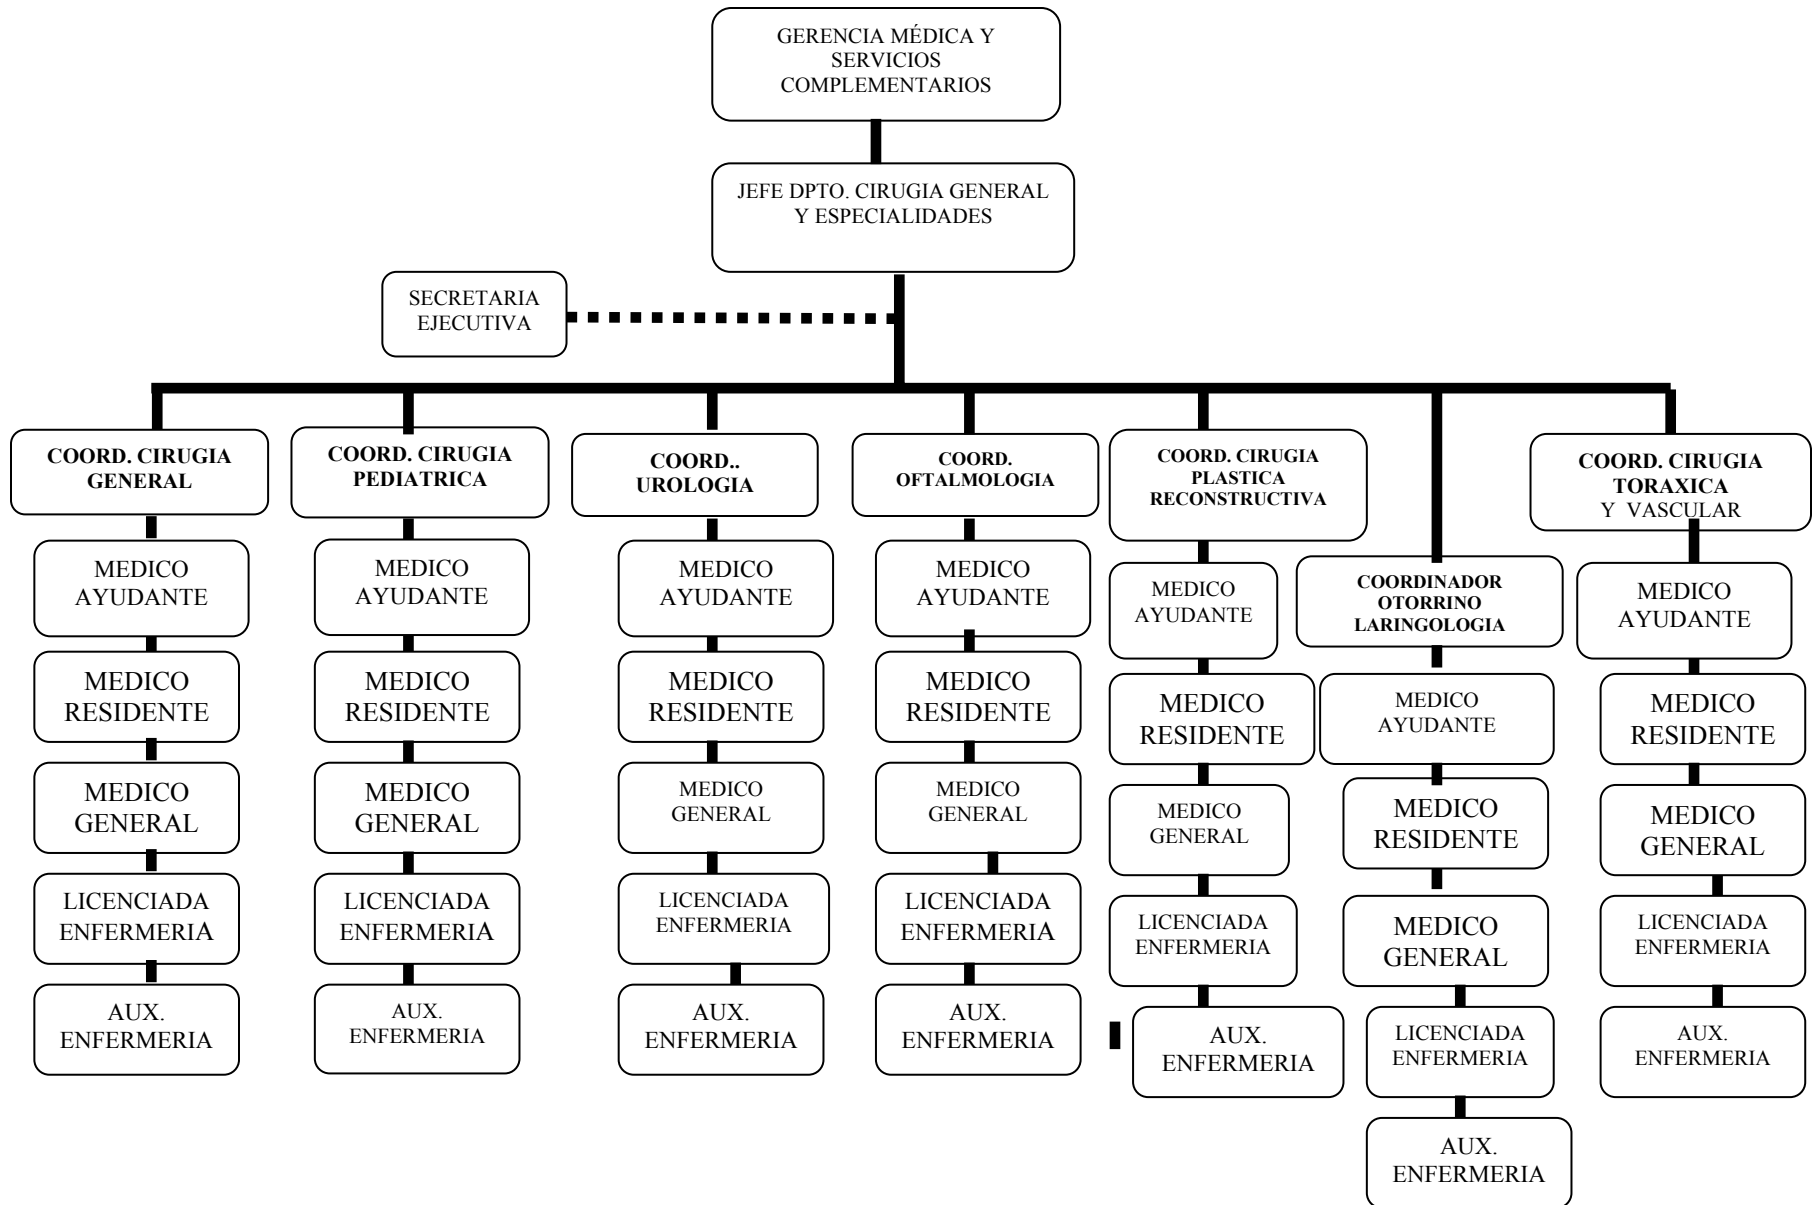 GERENCIA MÉDICA Y
SERVICIOS
COMPLEMENTARIOS
JEFE DPTO. CIRUGIA GENERAL
Y ESPECIALIDADES
SECRETARIA
EJECUTIVA
COORD. CIRUGIA
GENERAL
MEDICO
AYUDANTE
MEDICO
RESIDENTE
MEDICO
GENERAL
LICENCIADA
ENFERMERIA
AUX.
ENFERMERIA
COORD. CIRUGIA
PEDIATRICA
MEDICO
AYUDANTE
MEDICO
RESIDENTE
MEDICO
GENERAL
LICENCIADA
ENFERMERIA
AUX.
ENFERMERIA
COORD..
UROLOGIA
MEDICO
AYUDANTE
MEDICO
RESIDENTE
MEDICO
GENERAL
LICENCIADA
ENFERMERIA
AUX.
ENFERMERIA
COORD.
OFTALMOLOGIA
MEDICO
AYUDANTE
MEDICO
RESIDENTE
MEDICO
GENERAL
LICENCIADA
ENFERMERIA
AUX.
ENFERMERIA
COORD. CIRUGIA
PLASTICA
RECONSTRUCTIVA
MEDICO
AYUDANTE
MEDICO
RESIDENTE
MEDICO
GENERAL
LICENCIADA
ENFERMERIA
AUX.
ENFERMERIA
COORDINADOR
OTORRINO
LARINGOLOGIA
MEDICO
AYUDANTE
MEDICO
RESIDENTE
MEDICO
GENERAL
LICENCIADA
ENFERMERIA
AUX.
ENFERMERIA
COORD. CIRUGIA
TORAXICA
Y VASCULAR
MEDICO
AYUDANTE
MEDICO
RESIDENTE
MEDICO
GENERAL
LICENCIADA
ENFERMERIA
AUX.
ENFERMERIA